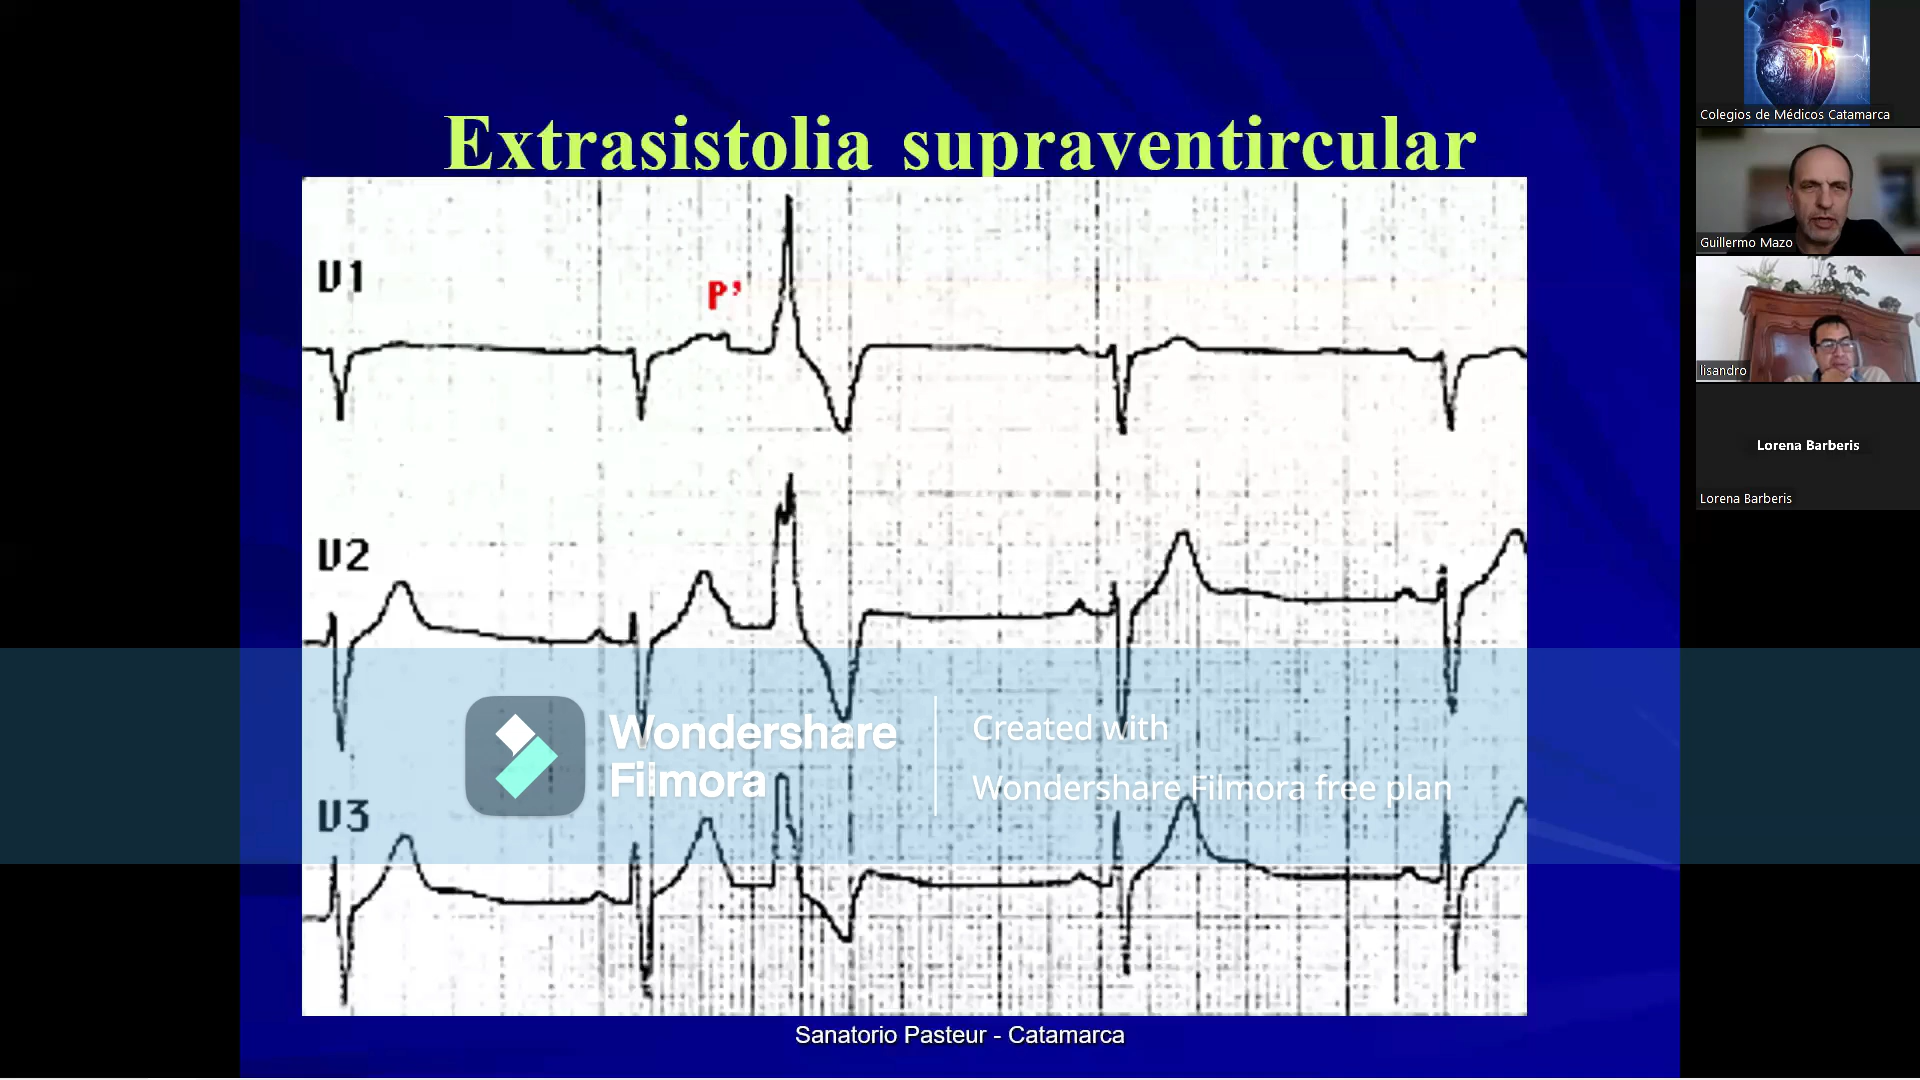 Extrasistolia supraventircular
V1
P'
V2
Wondershare
Filmora
Created with
Wondershare Filmora free plan
V3
Sanatorio Pasteur - Catamarca
Colegios de Médicos Catamarca
Guillermo Mazo
lisandro
Lorena Barberis
Lorena Barberis